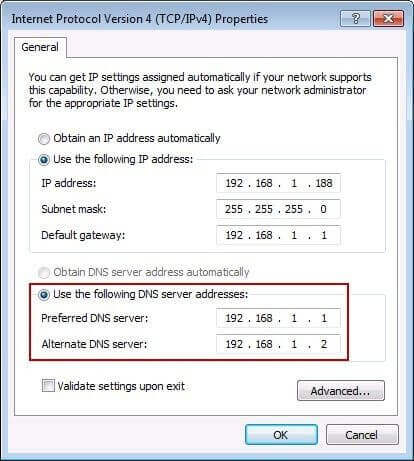 Internet Protocol Version 4 (TCP/IPv4) Properties
General
You can get IP settings assigned automatically if your network supports
this capability. Otherwise, you need to ask your network administrator
for the appropriate IP settings.
Obtain an IP address automatically
Use the following IP address:
IP address: 192 . 168 . 1 . 188
Subnet mask: 255 . 255 . 255 . 0
Default gateway: 192 . 168 . 1 . 1
Obtain DNS server address automatically
Use the following DNS server addresses:
Preferred DNS server: 192 . 168 . 1 . 1
Alternate DNS server: 192 . 168 . 1 . 2
Validate settings upon exit
Advanced...
OK Cancel